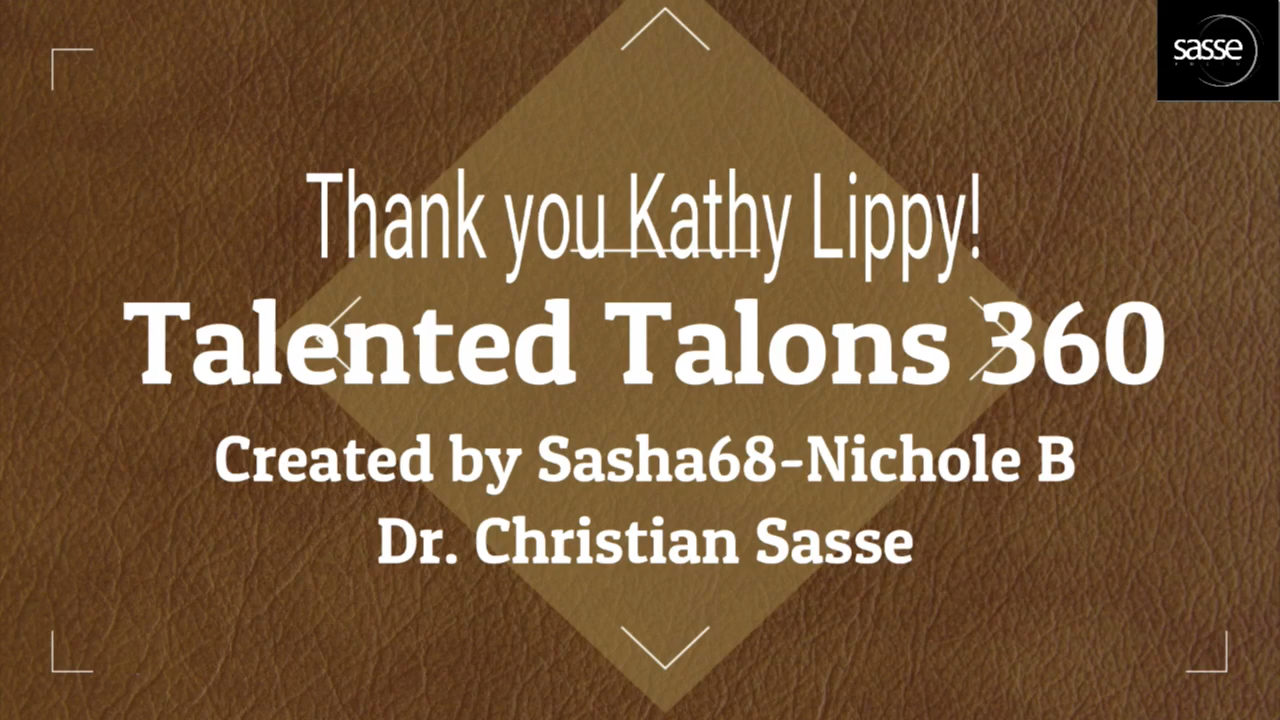 sasse
Thank you Kathy Lippy!
Talented Talons 360
Created by Sasha68-Nichole B
Dr. Christian Sasse